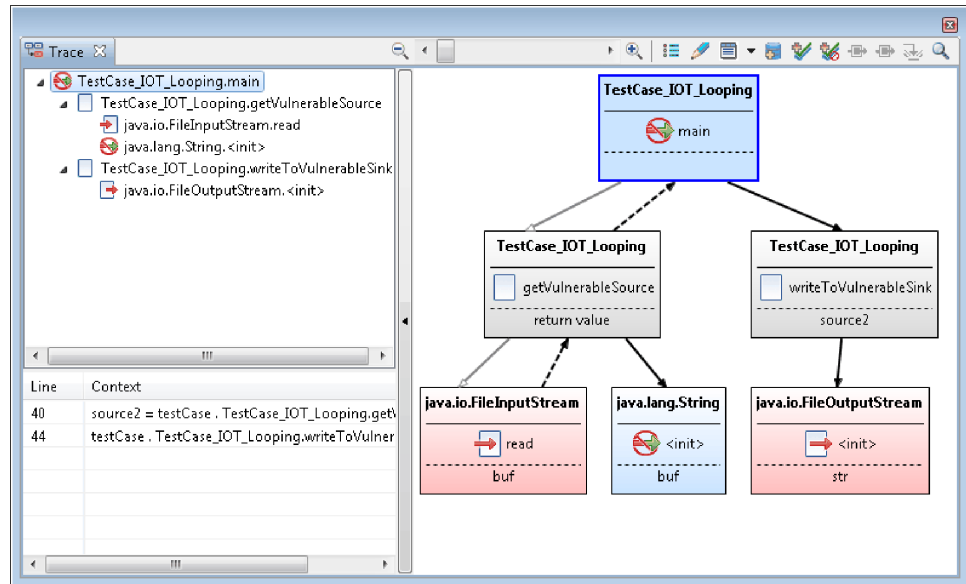 Trace
TestCase_IOT_Looping.main
TestCase_IOT_Looping.getVulnerableSource
java.io.FileInputStream.read
java.lang.String.<init>
TestCase_IOT_Looping.writeToVulnerableSink
java.io.FileOutputStream.<init>
Line Context
40 source2 = testCase . TestCase_IOT_Looping.get\
44 testCase . TestCase_IOT_Looping.writeToVulner
TestCase_IOT_Looping
main
TestCase_IOT_Looping
getVulnerableSource
return value
TestCase_IOT_Looping
writeToVulnerableSink
source2
java.io.FileInputStream
read
buf
java.lang.String
<init>
buf
java.io.FileOutputStream
<init>
str